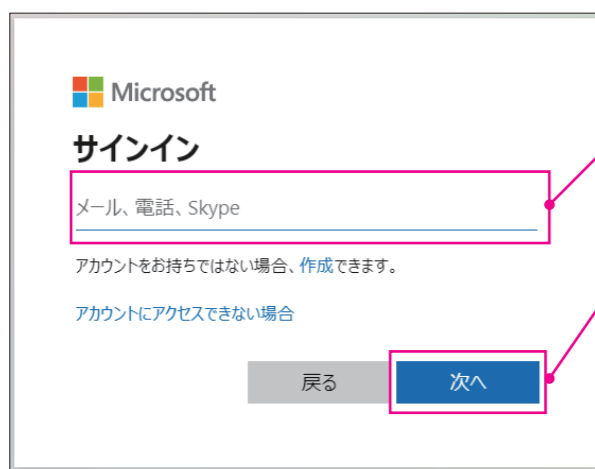 Microsoft
サインイン
メール、電話、Skype
アカウントをお持ちではない場合、作成できます。
アカウントにアクセスできない場合
戻る
次へ